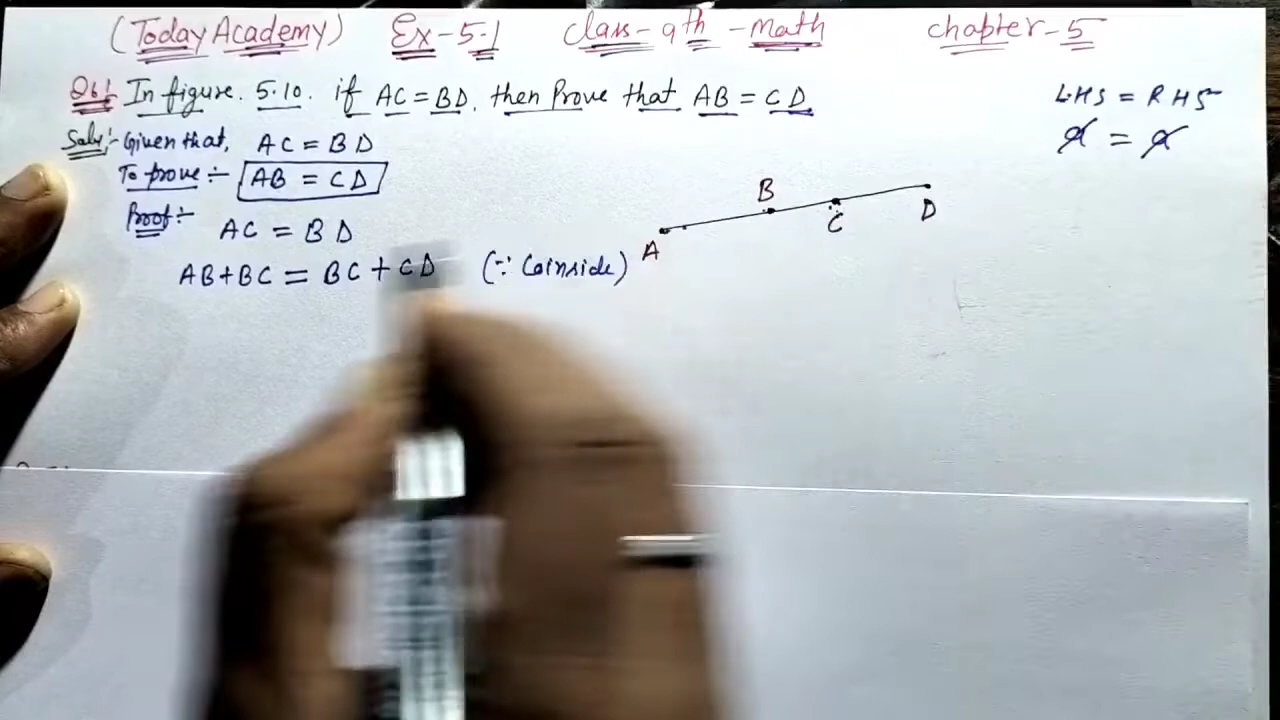 (Today Academy) Ex-5.1 Class-9th-Math Chapter-5
Q6! In figure. 5.10. if AC=BD, then Prove that AB=CD
LHS = RHS
Given that, AC = BD
x = x
To prove :- AB = CD
Proof:-
AC = BD
AB+BC = BC+CD (∵ Coinside)
A
B
C
D